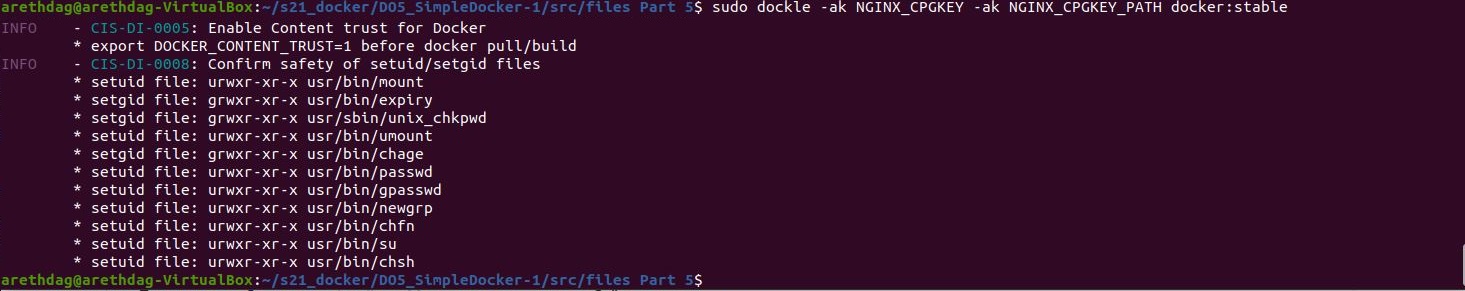 arethdag@arethdag-VirtualBox:~/s21_docker/DO5_SimpleDocker-1/src/files Part 5$ sudo dockle -ak NGINX_CPGKEY -ak NGINX_CPGKEY_PATH docker:stable
INFO    - CIS-DI-0005: Enable Content trust for Docker
        * export DOCKER_CONTENT_TRUST=1 before docker pull/build
INFO    - CIS-DI-0008: Confirm safety of setuid/setgid files
        * setuid file: urwxr-xr-x usr/bin/mount
        * setgid file: grwxr-xr-x usr/bin/expiry
        * setgid file: grwxr-xr-x usr/sbin/unix_chkpwd
        * setuid file: urwxr-xr-x usr/bin/umount
        * setgid file: grwxr-xr-x usr/bin/chage
        * setuid file: urwxr-xr-x usr/bin/passwd
        * setuid file: urwxr-xr-x usr/bin/gpasswd
        * setuid file: urwxr-xr-x usr/bin/newgrp
        * setuid file: urwxr-xr-x usr/bin/chfn
        * setuid file: urwxr-xr-x usr/bin/su
        * setuid file: urwxr-xr-x usr/bin/chsh
arethdag@arethdag-VirtualBox:~/s21_docker/DO5_SimpleDocker-1/src/files Part 5$